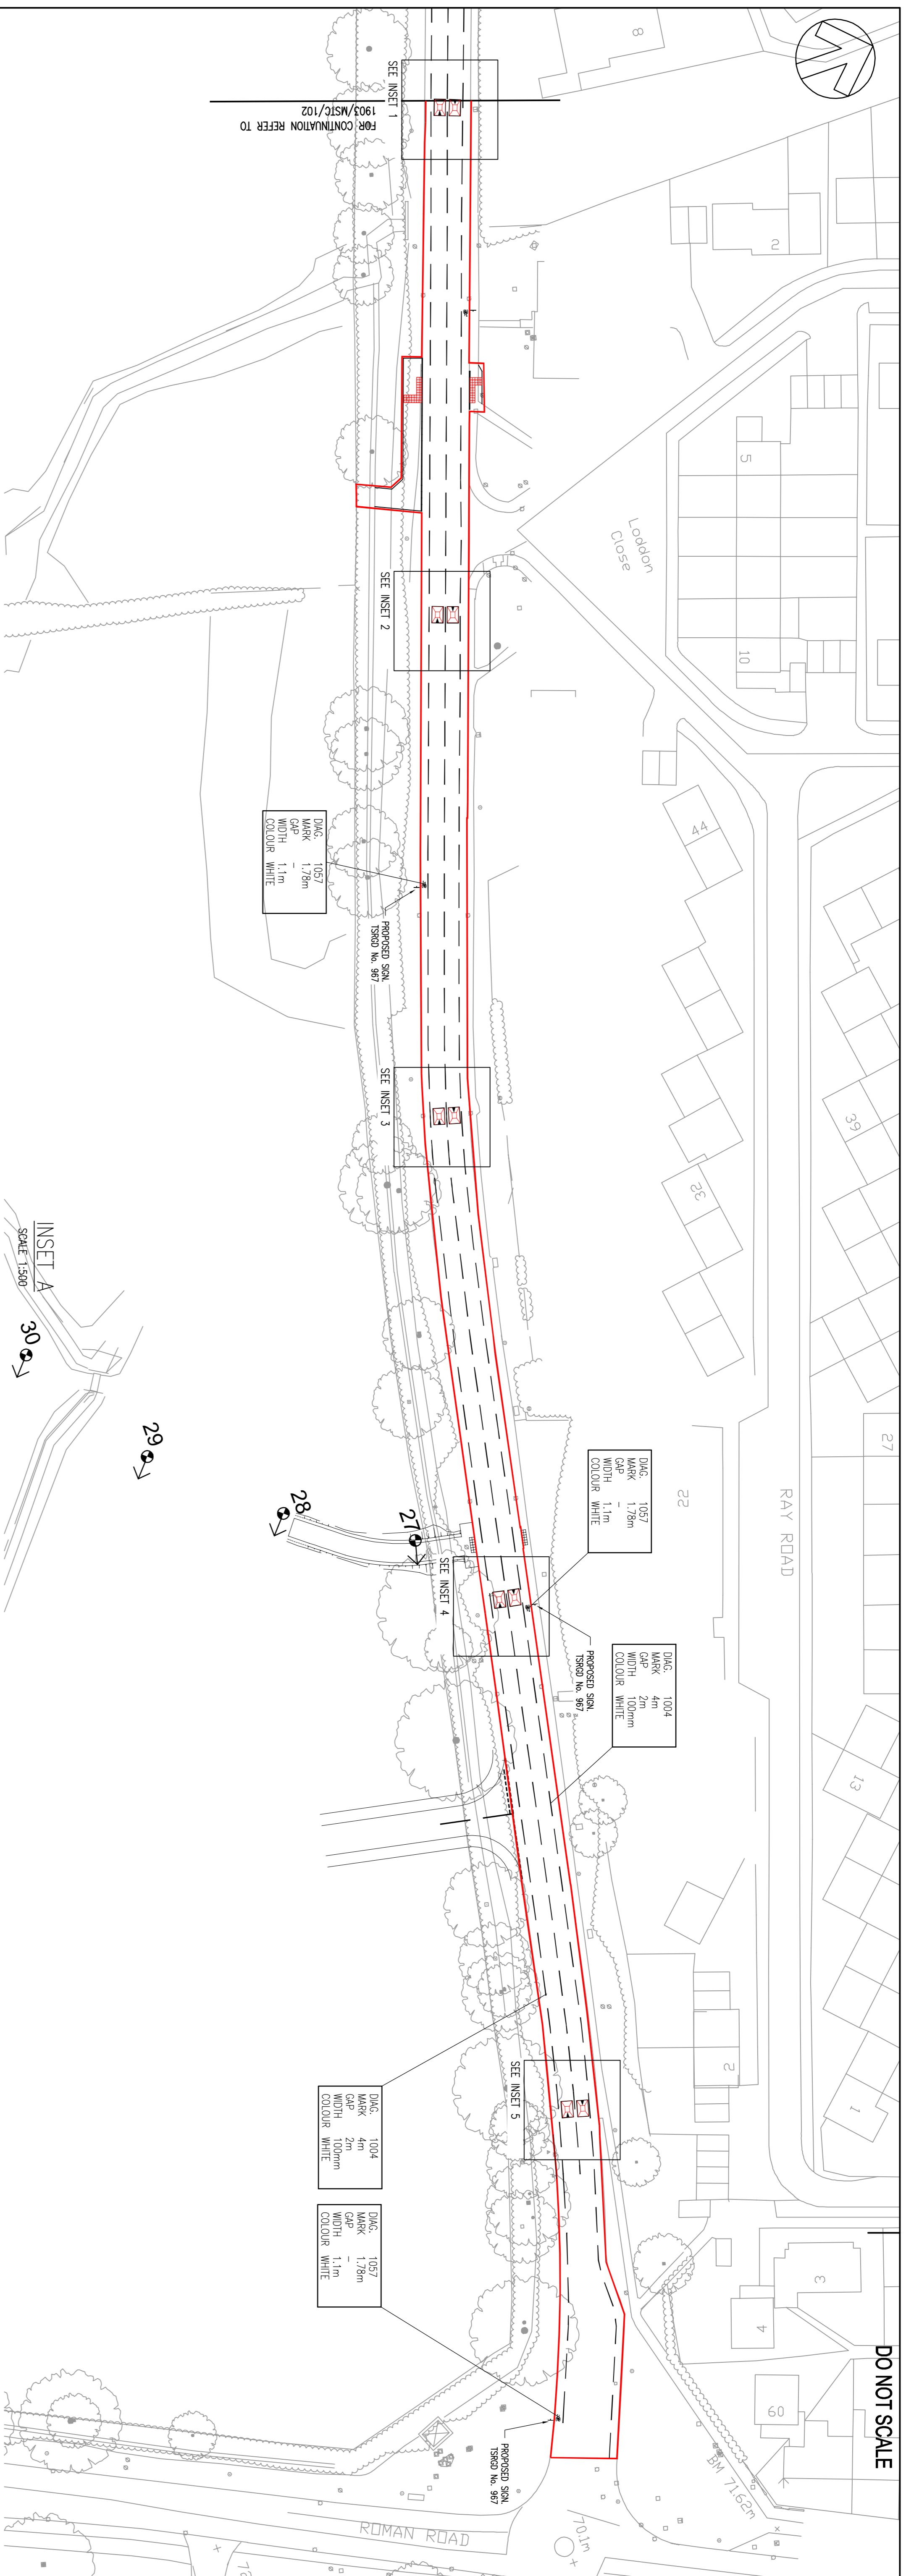 8
SEE INSET 1
FOR CONTINUATION REFER TO
1903/MSTC/102
2
5
Loddon
Close
SEE INSET 2
10
44
DIAG. 1057
MARK 1.78m
GAP -
WIDTH 1.1m
COLOUR WHITE
PROPOSED SIGN.
TSRGD No. 967
SEE INSET 3
39
32
INSET A
SCALE 1:500
30
29
28
27
27
22
RAY ROAD
DIAG. 1057
MARK 1.78m
GAP -
WIDTH 1.1m
COLOUR WHITE
SEE INSET 4
PROPOSED SIGN.
TSRGD No. 967
DIAG. 1004
MARK 4m
GAP 2m
WIDTH 100mm
COLOUR WHITE
13
SEE INSET 5
2
1
DIAG. 1004
MARK 4m
GAP 2m
WIDTH 100mm
COLOUR WHITE
DIAG. 1057
MARK 1.78m
GAP -
WIDTH 1.1m
COLOUR WHITE
3
4
DO NOT SCALE
60
BM 71.62m
PROPOSED SIGN.
TSRGD No. 967
70.1m
ROMAN ROAD